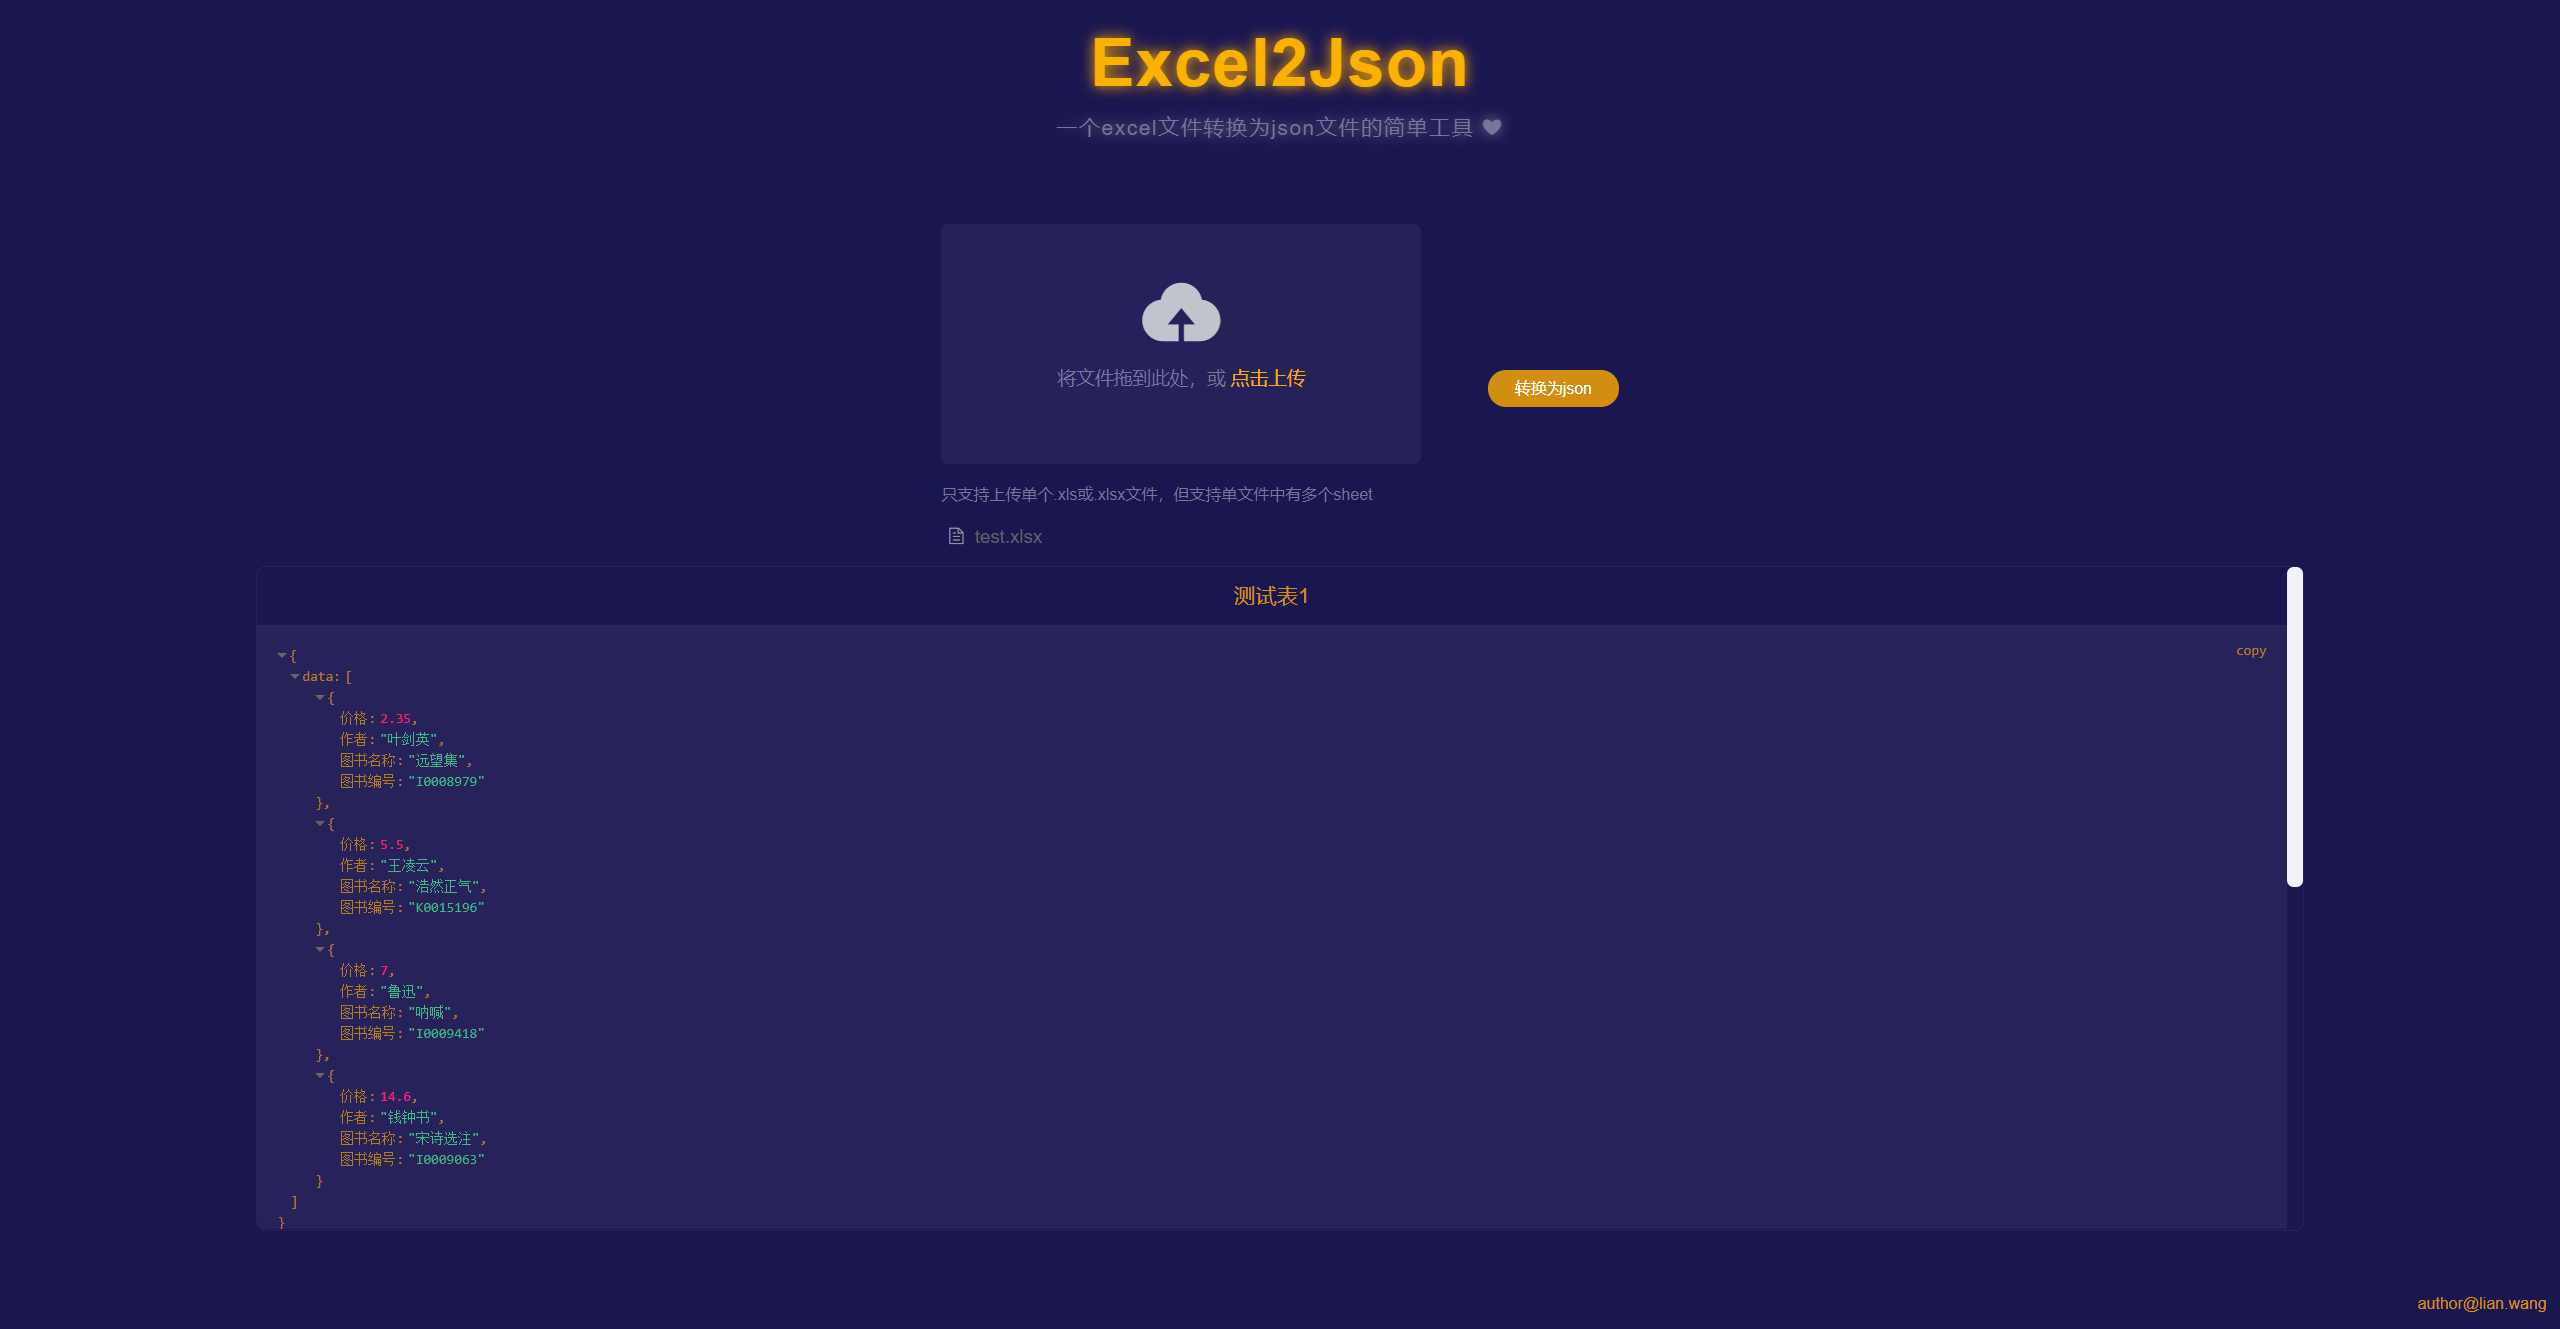 Excel2Json
一个excel文件转换为json文件的简单工具
将文件拖到此处，或 点击上传
转换为json
只支持上传单个.xls或.xlsx文件，但支持单文件中有多个sheet
test.xlsx
测试表1
copy
{
data: [
{
价格: 2.35,
作者: "叶剑英",
图书名称: "远望集",
图书编号: "I0008979"
},
{
价格: 5.5,
作者: "王凌云",
图书名称: "浩然正气",
图书编号: "K0015196"
},
{
价格: 7,
作者: "鲁迅",
图书名称: "呐喊",
图书编号: "I0009418"
},
{
价格: 14.6,
作者: "钱钟书",
图书名称: "宋诗选注",
图书编号: "I0009063"
}
]
}
author@lian.wang